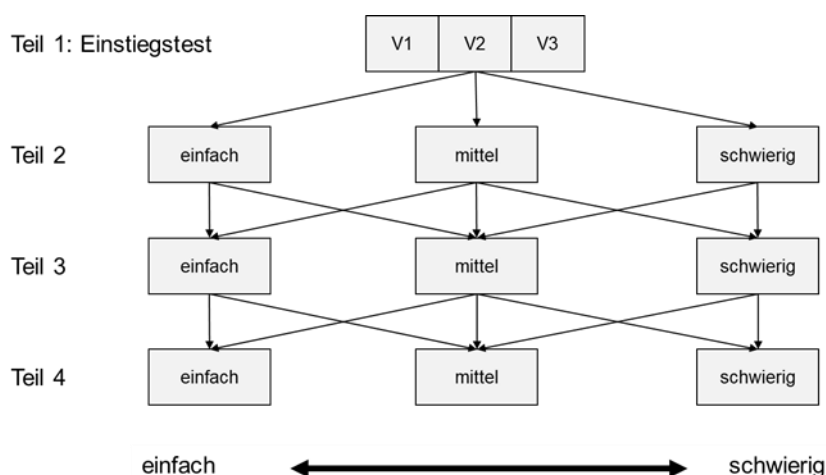 Teil 1: Einstiegstest V1 V2 V3
Teil 2 einfach mittel schwierig
Teil 3 einfach mittel schwierig
Teil 4 einfach mittel schwierig
einfach schwierig